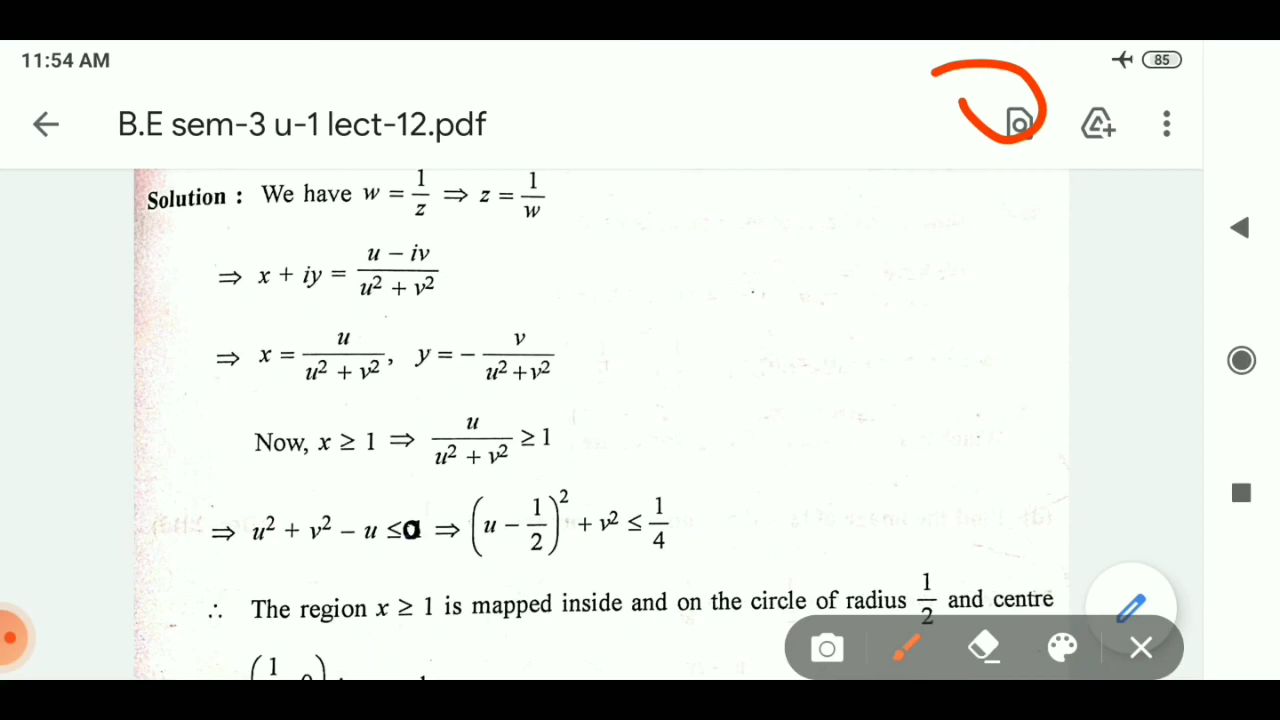 11:54 AM
85
B.E sem-3 u-1 lect-12.pdf
Solution : We have w = 1/z ⇒ z = 1/w
⇒ x + iy = (u − iv)/(u² + v²)
⇒ x = u/(u² + v²), y = − v/(u² + v²)
Now, x ≥ 1 ⇒ u/(u² + v²) ≥ 1
⇒ u² + v² − u ≤ 0 ⇒ (u − 1/2)² + v² ≤ 1/4
∴ The region x ≥ 1 is mapped inside and on the circle of radius 1/2 and centre